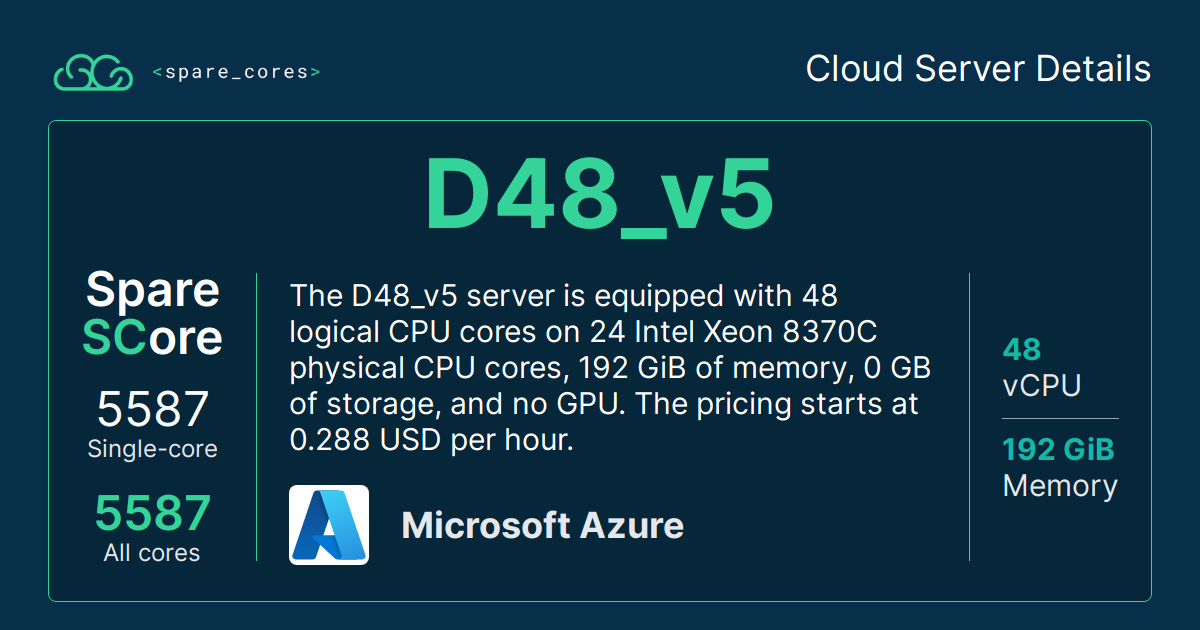 <spare_cores>
Cloud Server Details
D48_v5
Spare
SCore
5587
Single-core
5587
All cores
The D48_v5 server is equipped with 48
logical CPU cores on 24 Intel Xeon 8370C
physical CPU cores, 192 GiB of memory, 0 GB
of storage, and no GPU. The pricing starts at
0.288 USD per hour.
Microsoft Azure
48
vCPU
192 GiB
Memory